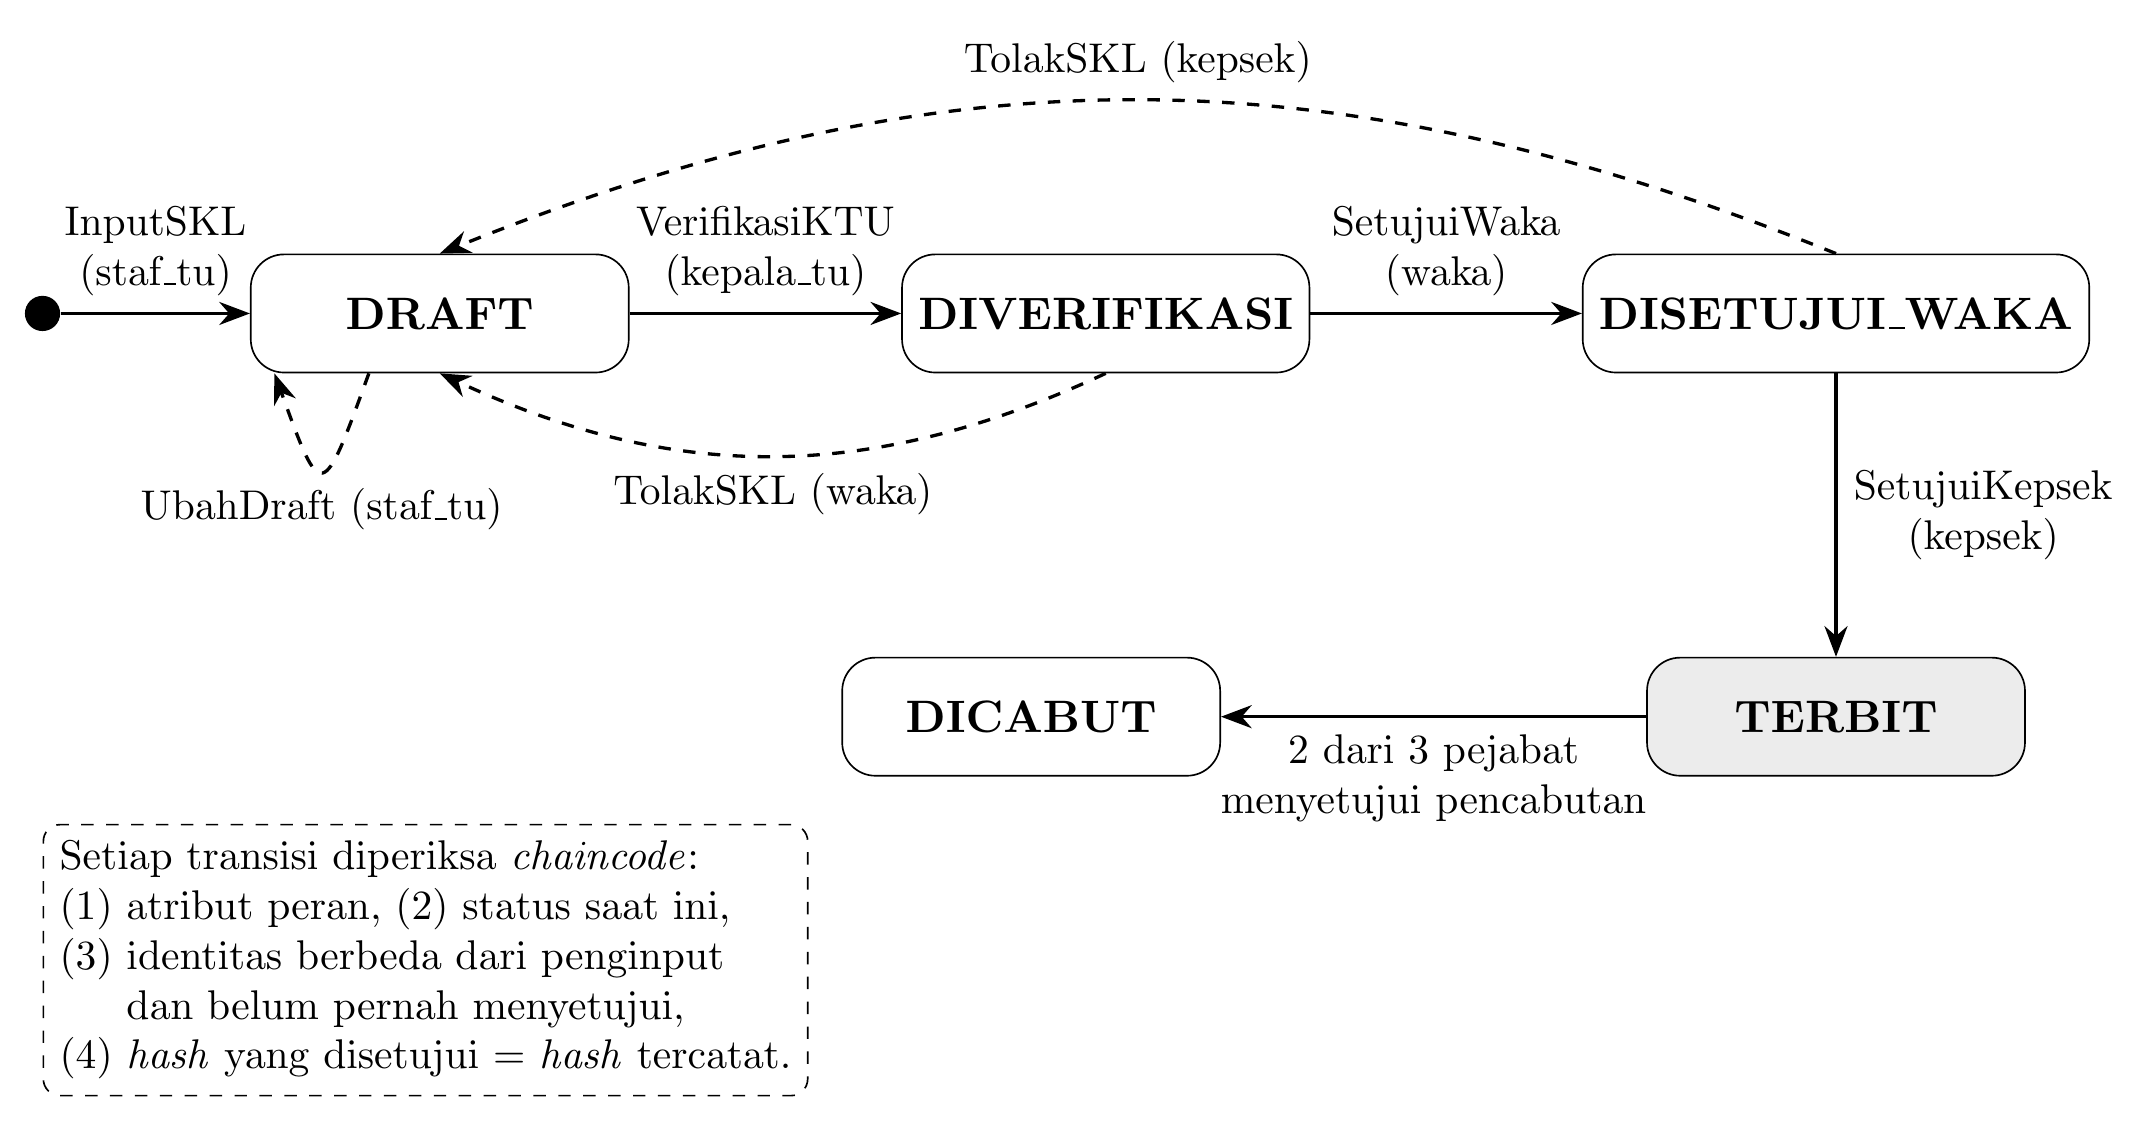 TolakSKL (kepsek)
InputSKL
(staf_tu)
VerifikasiKTU
(kepala_tu)
SetujuiWaka
(waka)
DRAFT
DIVERIFIKASI
DISETUJUI_WAKA
UbahDraft (staf_tu)
TolakSKL (waka)
SetujuiKepsek
(kepsek)
DICABUT
TERBIT
2 dari 3 pejabat
menyetujui pencabutan
Setiap transisi diperiksa chaincode:
(1) atribut peran, (2) status saat ini,
(3) identitas berbeda dari penginput
dan belum pernah menyetujui,
(4) hash yang disetujui = hash tercatat.